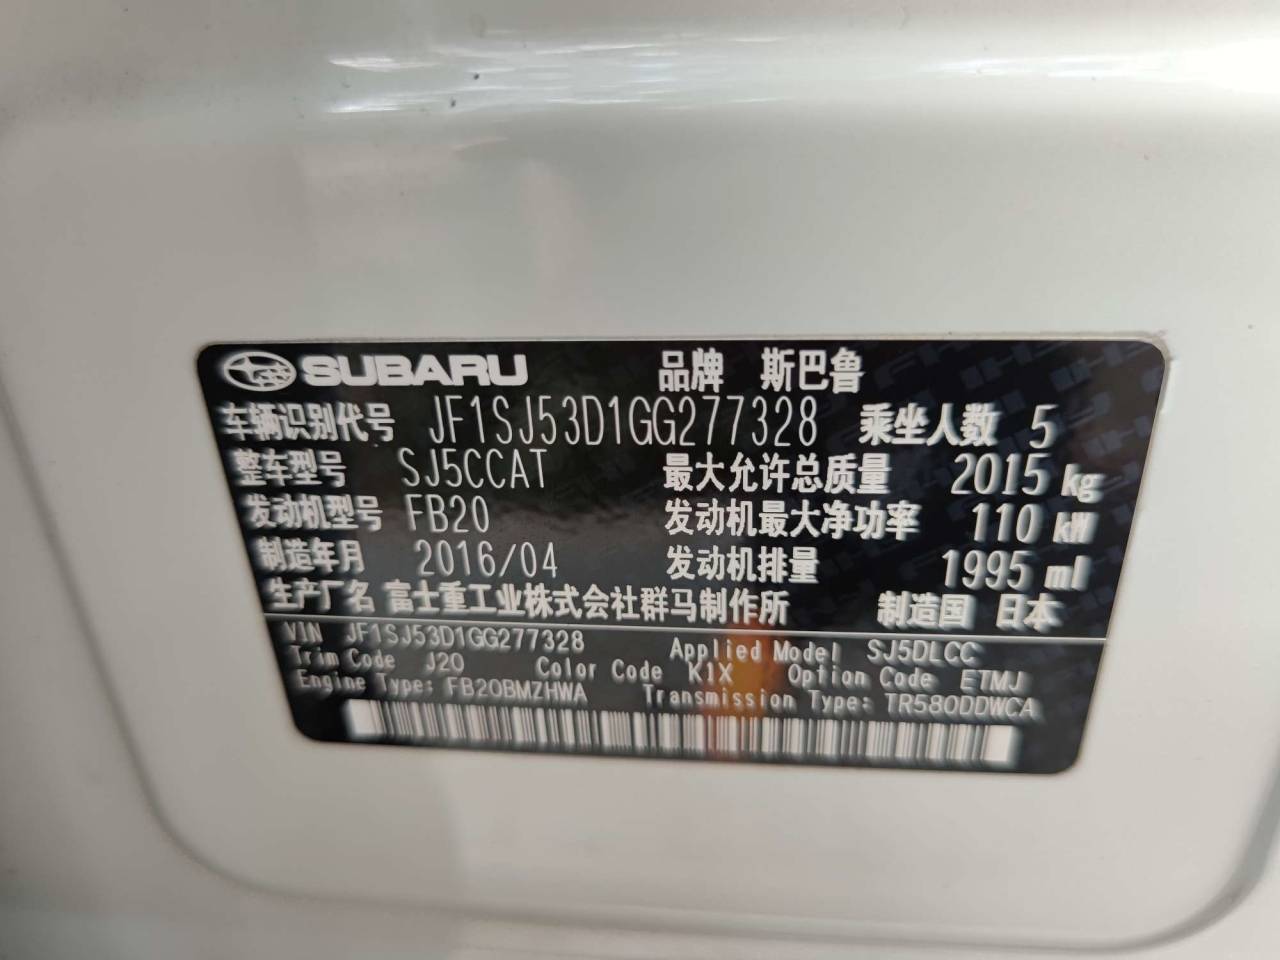 SUBARU 品牌 斯巴鲁
车辆识别代号 JF1SJ53D1GG277328 乘坐人数 5
整车型号 SJ5CCAT 最大允许总质量 2015 kg
发动机型号 FB20 发动机最大净功率 110 kW
制造年月 2016/04 发动机排量 1995 ml
生产厂名 富士重工业株式会社群马制作所 制造国 日本
VIN JF1SJ53D1GG277328 Applied Model SJ5DLCC
Trim Code J20 Color Code K1X Option Code ETMJ
Engine Type: FB20BMZHWA Transmission Type: TR580DDWCA